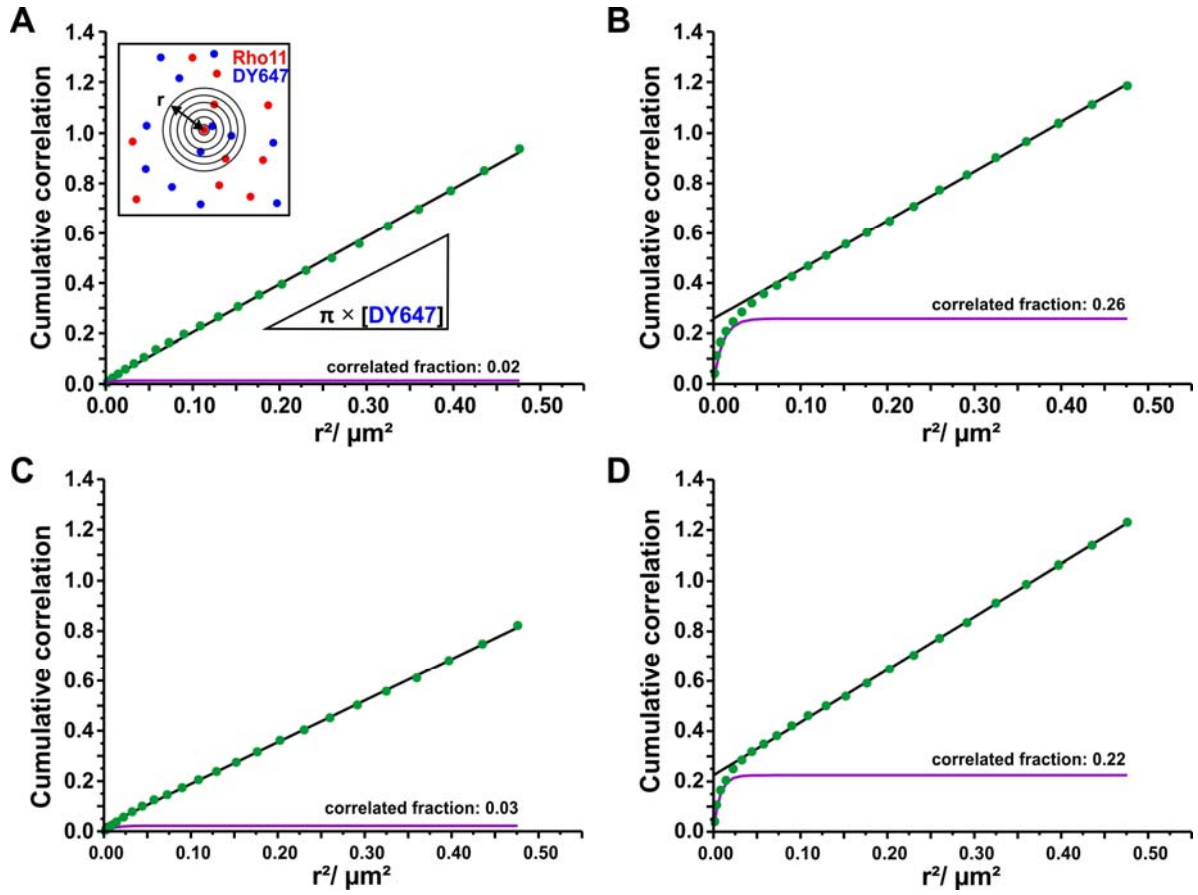 A
Cumulative correlation
1.4
1.2
1.0
0.8
0.6
0.4
0.2
0.0
Rho11
DY647
r
π × [DY647]
correlated fraction: 0.02
0.00 0.10 0.20 0.30 0.40 0.50
r²/ µm²
B
Cumulative correlation
1.4
1.2
1.0
0.8
0.6
0.4
0.2
0.0
correlated fraction: 0.26
0.00 0.10 0.20 0.30 0.40 0.50
r²/ µm²
C
Cumulative correlation
1.4
1.2
1.0
0.8
0.6
0.4
0.2
0.0
correlated fraction: 0.03
0.00 0.10 0.20 0.30 0.40 0.50
r²/ µm²
D
Cumulative correlation
1.4
1.2
1.0
0.8
0.6
0.4
0.2
0.0
correlated fraction: 0.22
0.00 0.10 0.20 0.30 0.40 0.50
r²/ µm²